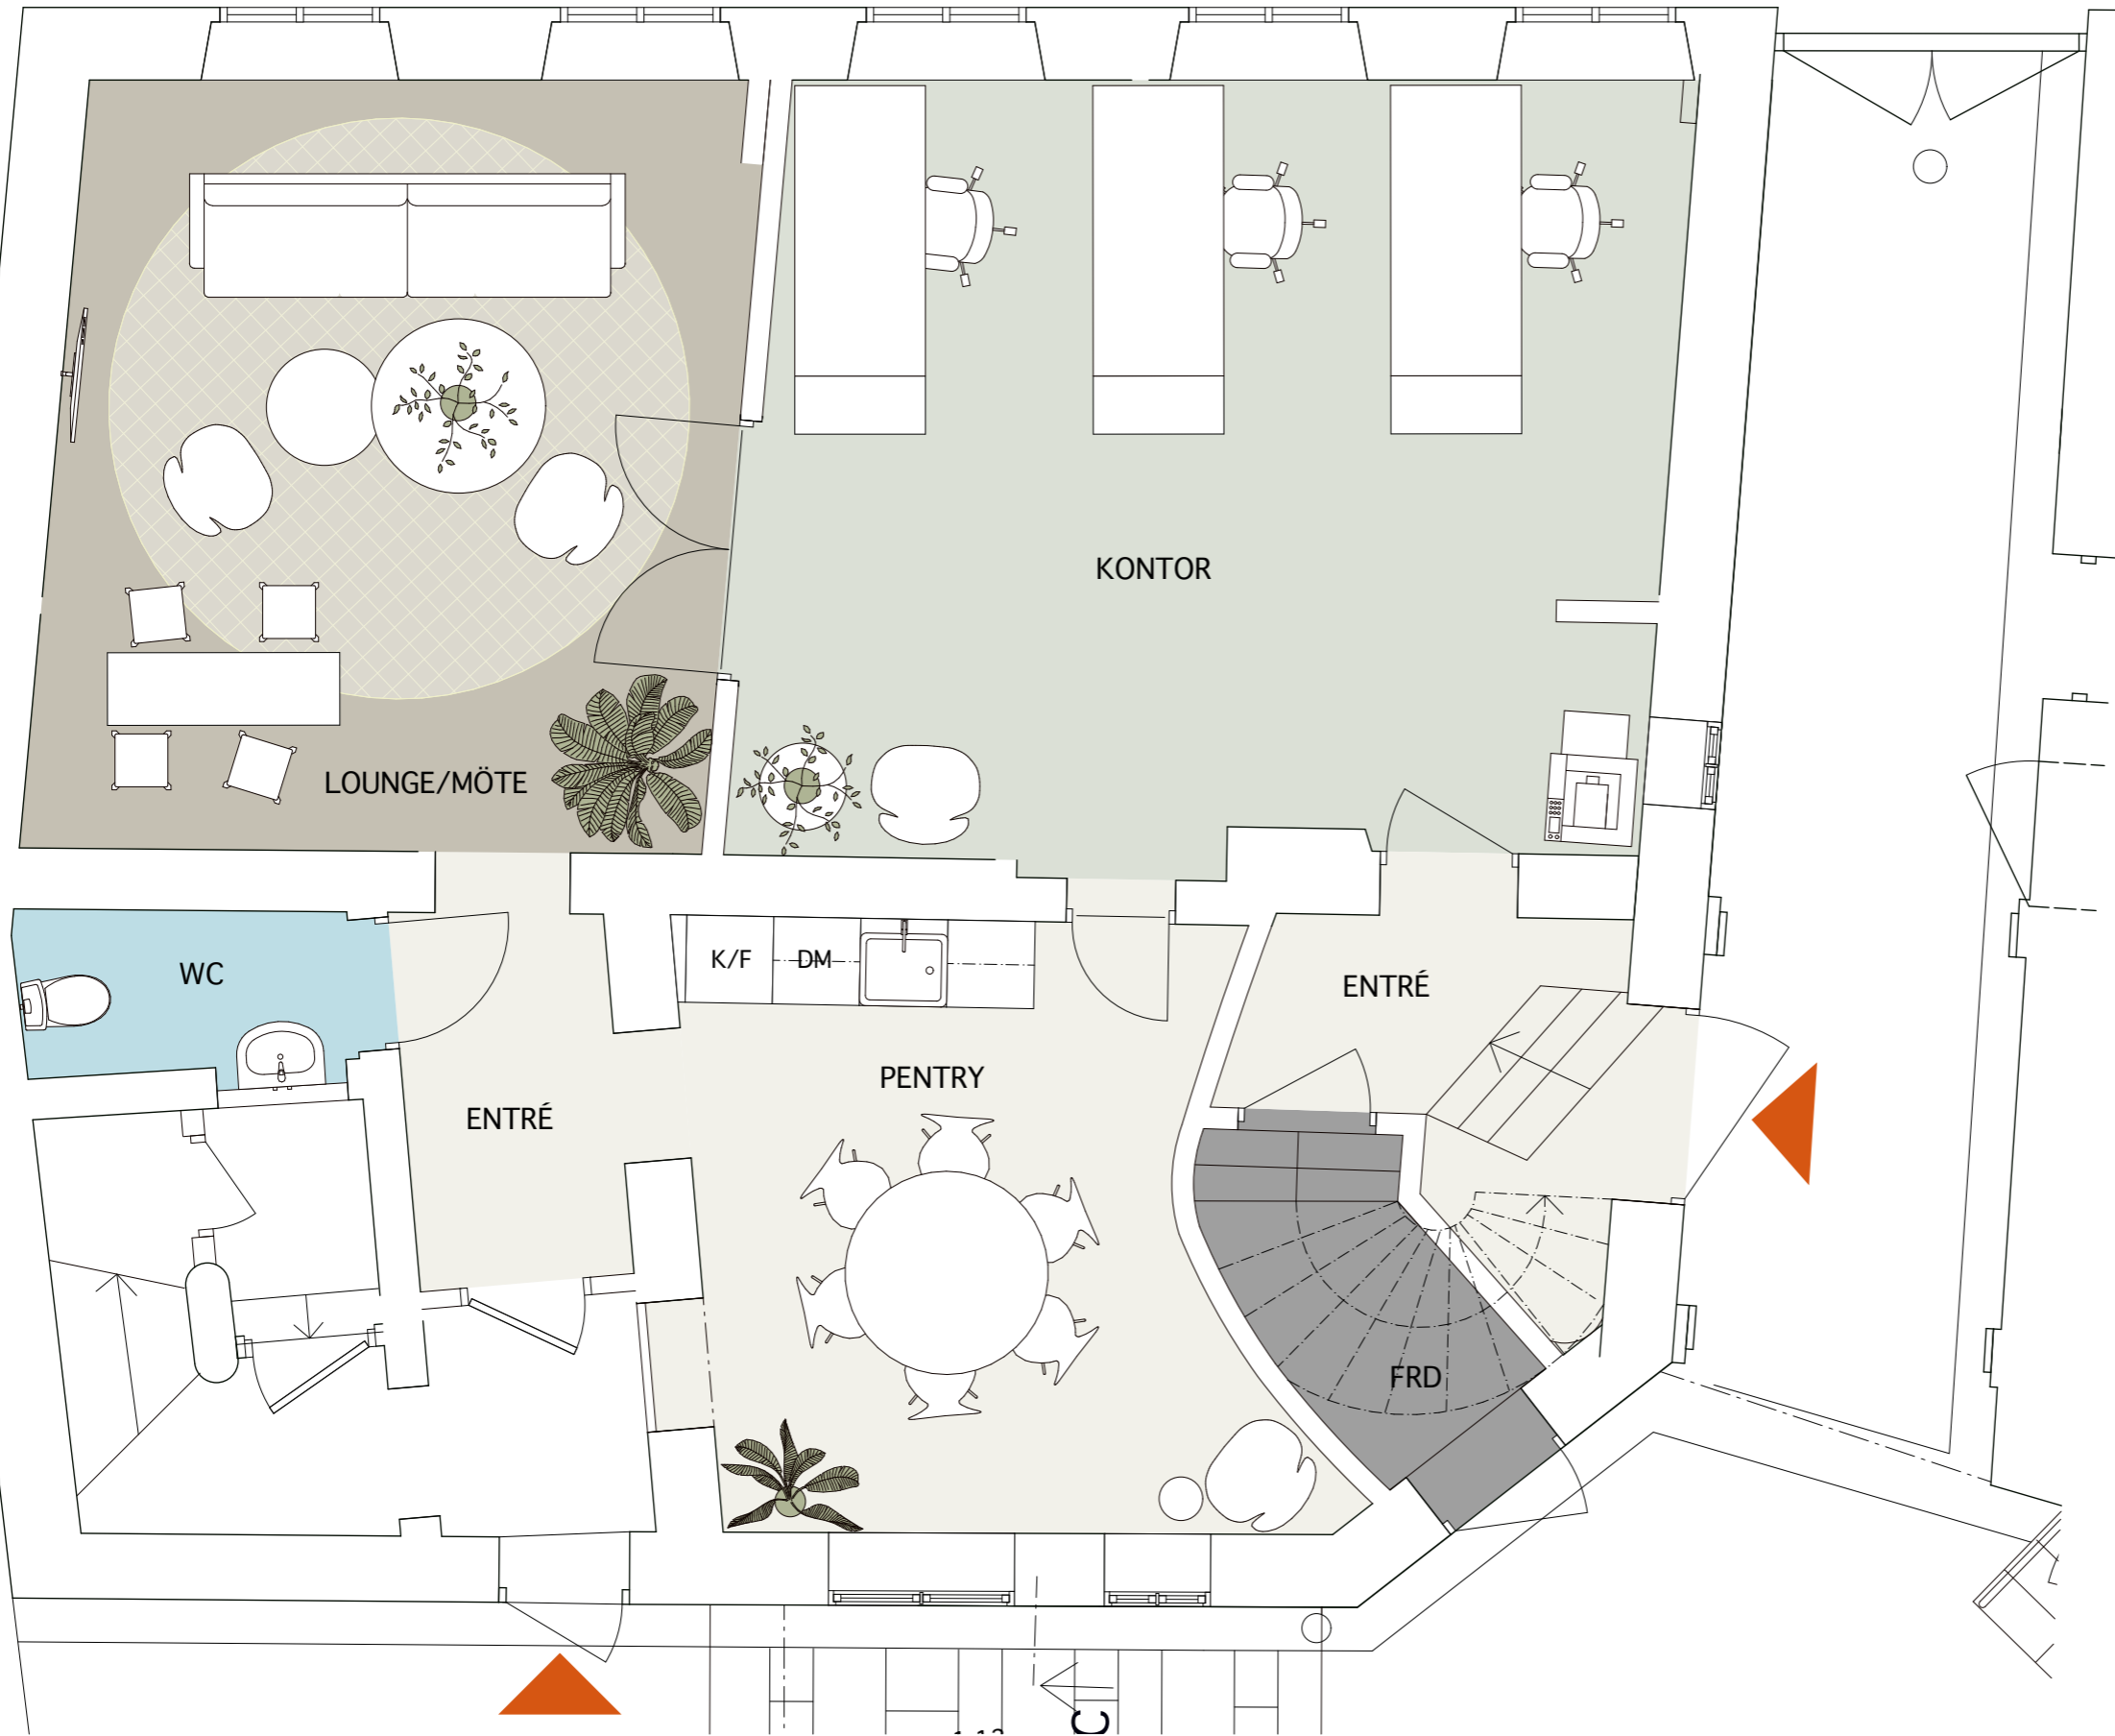 KONTOR
LOUNGE/MÖTE
WC
K/F
DM
ENTRÉ
PENTRY
ENTRÉ
FRD
C